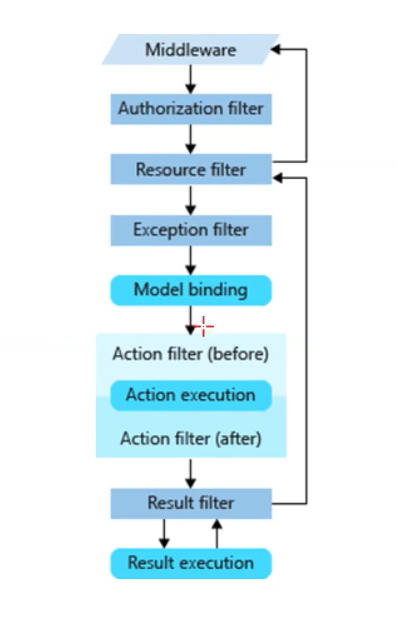 Middleware
Authorization filter
Resource filter
Exception filter
Model binding
Action filter (before)
Action execution
Action filter (after)
Result filter
Result execution